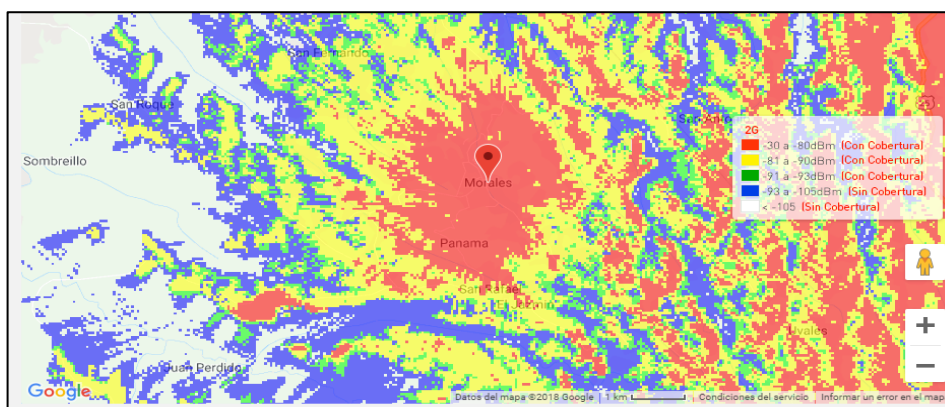 San Fernando
San Roque
2G
-30 a -80dBm (Con Cobertura)
-81 a -90dBm (Con Cobertura)
-91 a -93dBm (Con Cobertura)
-93 a -105dBm (Sin Cobertura)
< -105 (Sin Cobertura)
Sombreillo
Morales
Panama
San Rafael
Uvales
Juan Perdido
Google
Datos del mapa ©2018 Google
1 km
Condiciones del servicio
Informar un error en el map